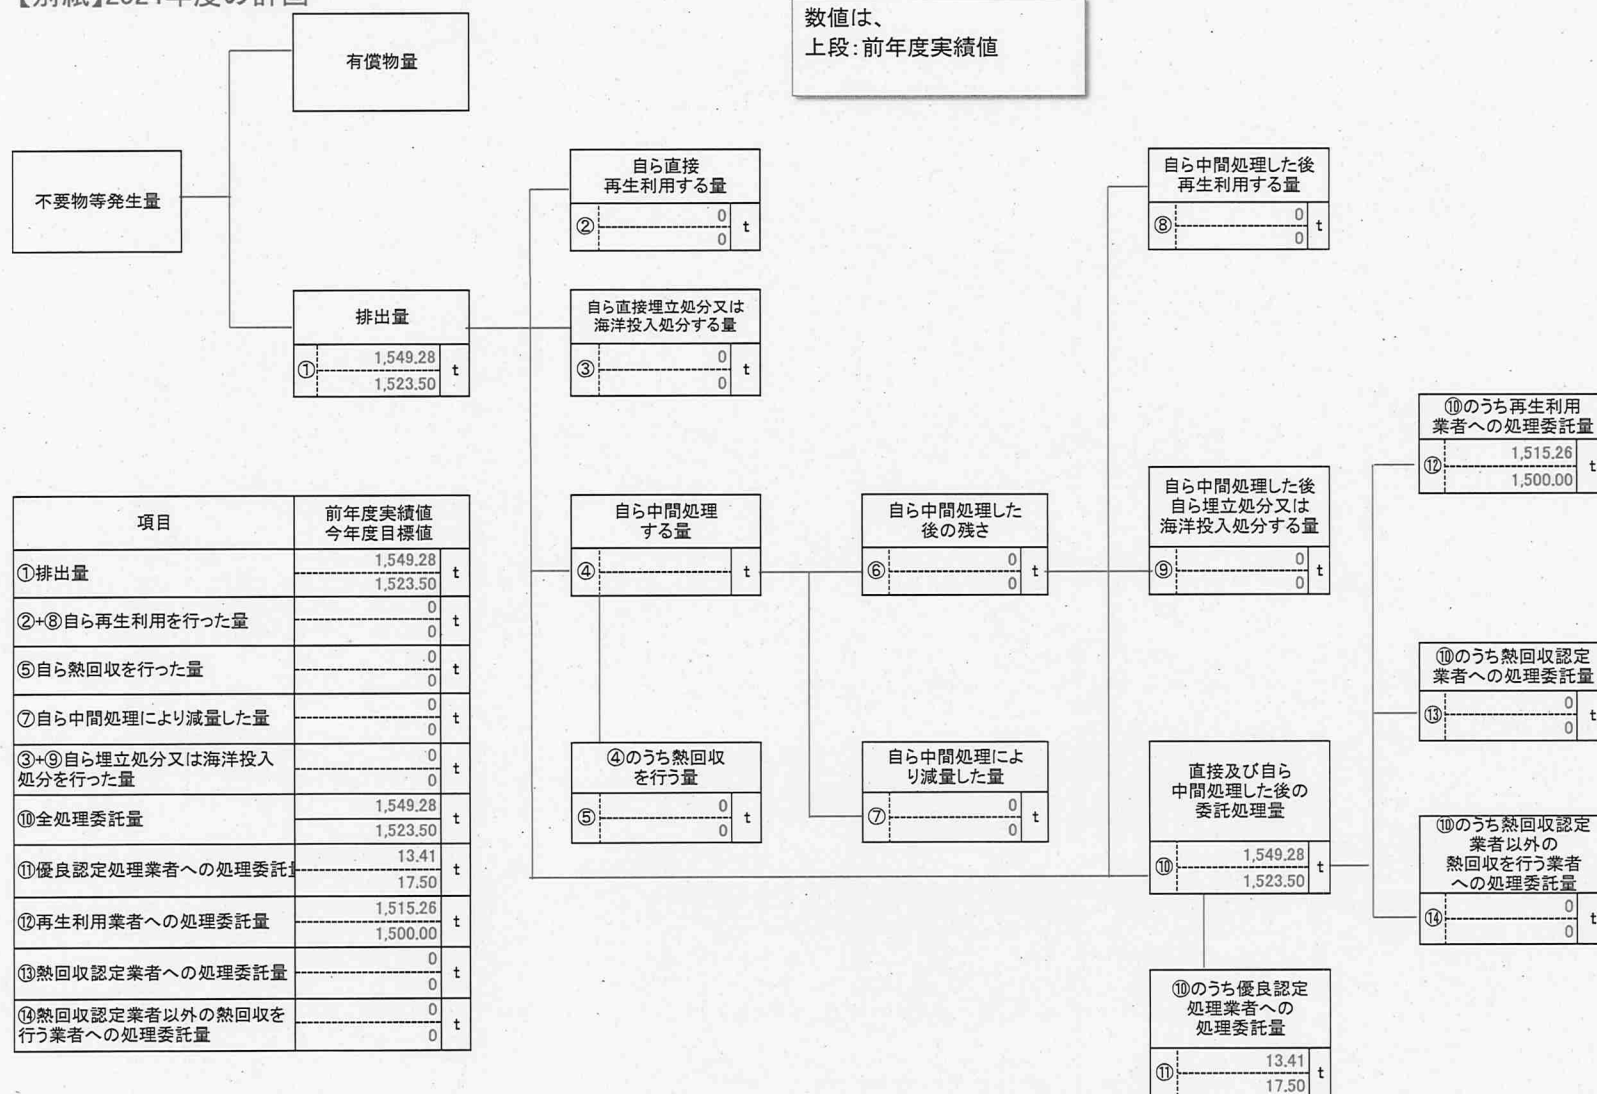 【別紙】2021年度の計画
数値は、
上段：前年度実績値
有償物量
不要物等発生量
排出量
①
1,549.28
1,523.50
t
自ら直接
再生利用する量
②
0
0
t
自ら直接埋立処分又は
海洋投入処分する量
③
0
0
t
自ら中間処理
する量
④
t
④のうち熱回収
を行う量
⑤
0
0
t
自ら中間処理した
後の残さ
⑥
0
0
t
自ら中間処理によ
り減量した量
⑦
0
0
t
自ら中間処理した後
再生利用する量
⑧
0
0
t
自ら中間処理した後
自ら埋立処分又は
海洋投入処分する量
⑨
0
0
t
直接及び自ら
中間処理した後の
委託処理量
⑩
1,549.28
1,523.50
t
⑩のうち優良認定
処理業者への
処理委託量
⑪
13.41
17.50
t
⑩のうち再生利用
業者への処理委託量
⑫
1,515.26
1,500.00
t
⑩のうち熱回収認定
業者への処理委託量
⑬
0
0
t
⑩のうち熱回収認定
業者以外の
熱回収を行う業者
への処理委託量
⑭
0
0
t
項目
前年度実績値
今年度目標値
①排出量
1,549.28
1,523.50
t
②+⑧自ら再生利用を行った量
0
0
t
⑤自ら熱回収を行った量
0
0
t
⑦自ら中間処理により減量した量
0
0
t
③+⑨自ら埋立処分又は海洋投入
処分を行った量
0
0
t
⑩全処理委託量
1,549.28
1,523.50
t
⑪優良認定処理業者への処理委託
13.41
17.50
t
⑫再生利用業者への処理委託量
1,515.26
1,500.00
t
⑬熱回収認定業者への処理委託量
0
0
t
⑭熱回収認定業者以外の熱回収を
行う業者への処理委託量
0
0
t